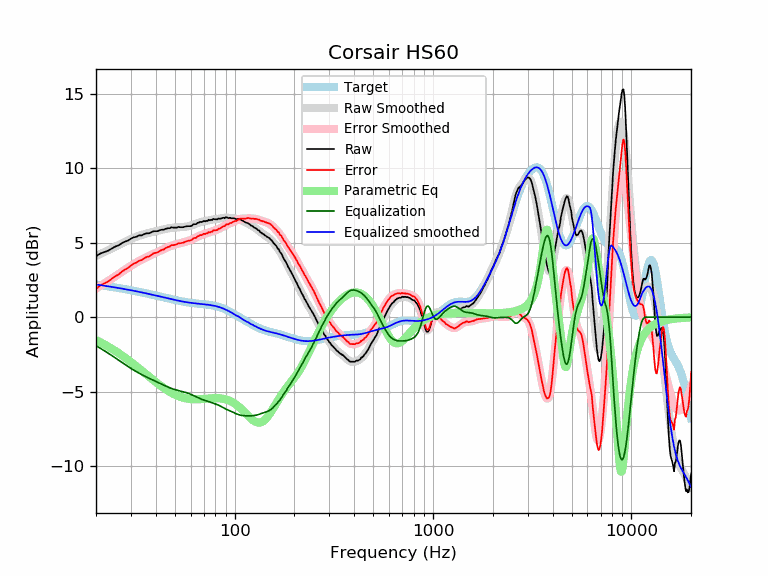 Corsair HS60
Target
Raw Smoothed
Error Smoothed
Raw
Error
Parametric Eq
Equalization
Equalized smoothed
Amplitude (dBr)
15
10
5
0
−5
−10
100
1000
10000
Frequency (Hz)